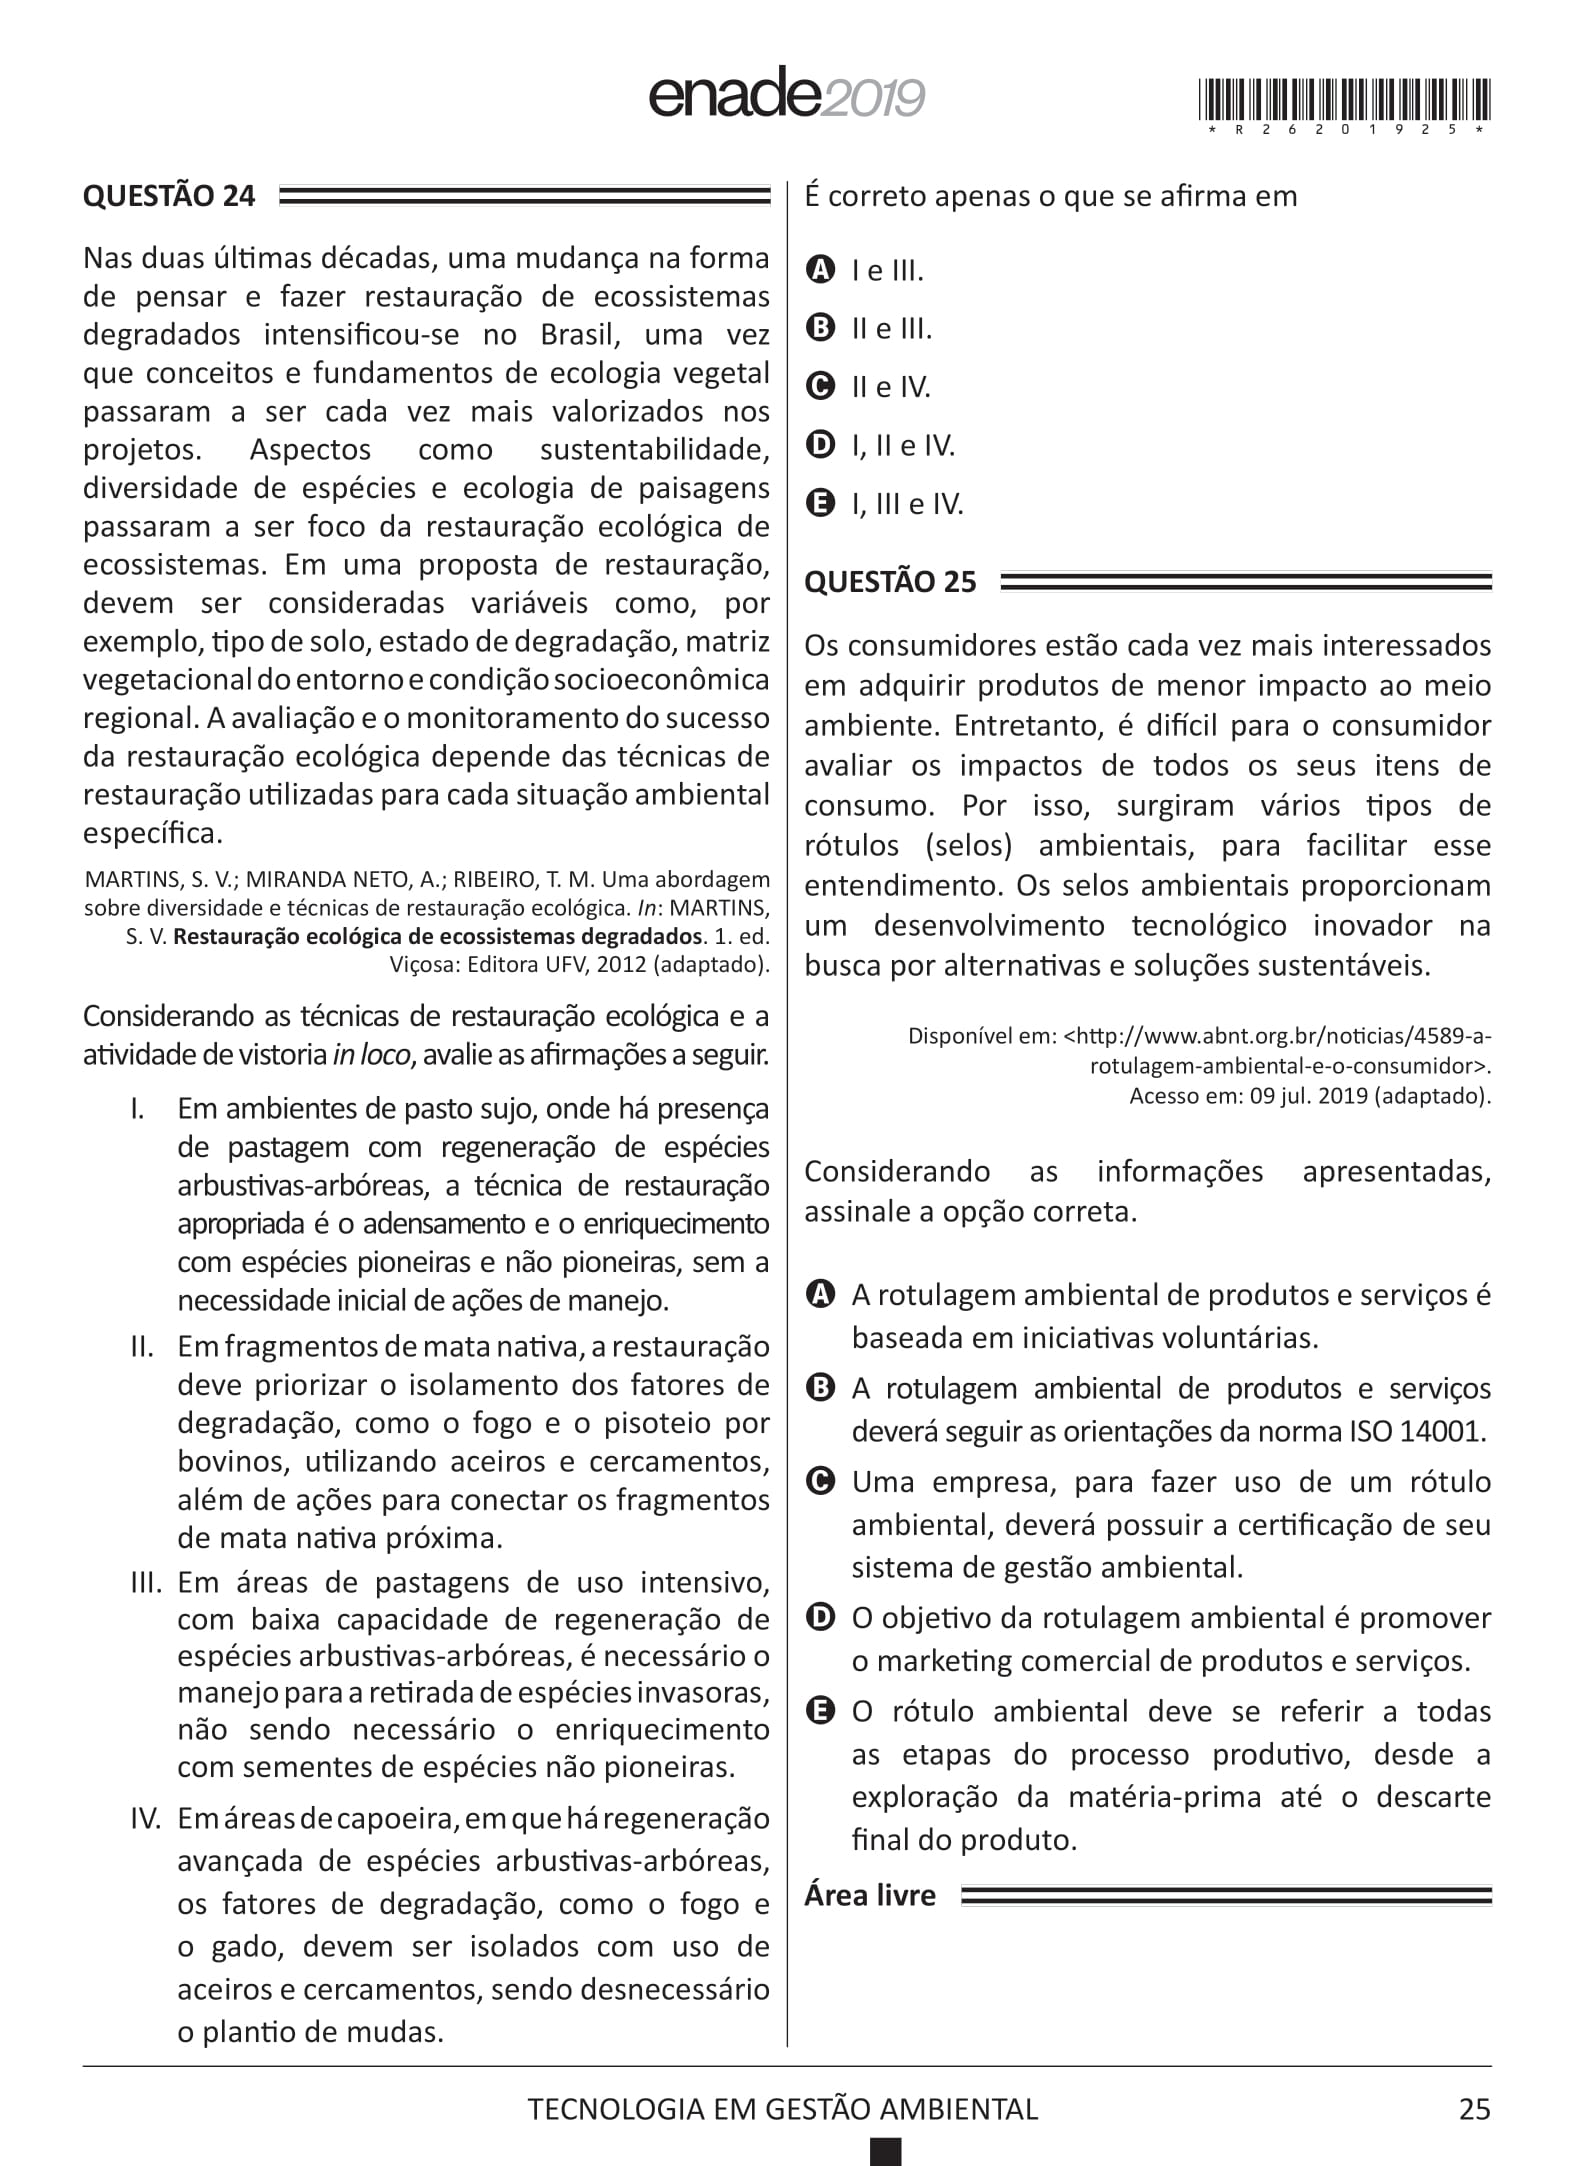 enade2019
* R 2 6 2 0 1 9 2 5 *
QUESTÃO 24
Nas duas últimas décadas, uma mudança na forma
de pensar e fazer restauração de ecossistemas
degradados intensificou-se no Brasil, uma vez
que conceitos e fundamentos de ecologia vegetal
passaram a ser cada vez mais valorizados nos
projetos. Aspectos como sustentabilidade,
diversidade de espécies e ecologia de paisagens
passaram a ser foco da restauração ecológica de
ecossistemas. Em uma proposta de restauração,
devem ser consideradas variáveis como, por
exemplo, tipo de solo, estado de degradação, matriz
vegetacional do entorno e condição socioeconômica
regional. A avaliação e o monitoramento do sucesso
da restauração ecológica depende das técnicas de
restauração utilizadas para cada situação ambiental
específica.
MARTINS, S. V.; MIRANDA NETO, A.; RIBEIRO, T. M. Uma abordagem
sobre diversidade e técnicas de restauração ecológica. In: MARTINS,
S. V. Restauração ecológica de ecossistemas degradados. 1. ed.
Viçosa: Editora UFV, 2012 (adaptado).
Considerando as técnicas de restauração ecológica e a
atividade de vistoria in loco, avalie as afirmações a seguir.
I. Em ambientes de pasto sujo, onde há presença
de pastagem com regeneração de espécies
arbustivas-arbóreas, a técnica de restauração
apropriada é o adensamento e o enriquecimento
com espécies pioneiras e não pioneiras, sem a
necessidade inicial de ações de manejo.
II. Em fragmentos de mata nativa, a restauração
deve priorizar o isolamento dos fatores de
degradação, como o fogo e o pisoteio por
bovinos, utilizando aceiros e cercamentos,
além de ações para conectar os fragmentos
de mata nativa próxima.
III. Em áreas de pastagens de uso intensivo,
com baixa capacidade de regeneração de
espécies arbustivas-arbóreas, é necessário o
manejo para a retirada de espécies invasoras,
não sendo necessário o enriquecimento
com sementes de espécies não pioneiras.
IV. Em áreas de capoeira, em que há regeneração
avançada de espécies arbustivas-arbóreas,
os fatores de degradação, como o fogo e
o gado, devem ser isolados com uso de
aceiros e cercamentos, sendo desnecessário
o plantio de mudas.
É correto apenas o que se afirma em
A I e III.
B II e III.
C II e IV.
D I, II e IV.
E I, III e IV.
QUESTÃO 25
Os consumidores estão cada vez mais interessados
em adquirir produtos de menor impacto ao meio
ambiente. Entretanto, é difícil para o consumidor
avaliar os impactos de todos os seus itens de
consumo. Por isso, surgiram vários tipos de
rótulos (selos) ambientais, para facilitar esse
entendimento. Os selos ambientais proporcionam
um desenvolvimento tecnológico inovador na
busca por alternativas e soluções sustentáveis.
Disponível em: <http://www.abnt.org.br/noticias/4589-a-
rotulagem-ambiental-e-o-consumidor>.
Acesso em: 09 jul. 2019 (adaptado).
Considerando as informações apresentadas,
assinale a opção correta.
A A rotulagem ambiental de produtos e serviços é
baseada em iniciativas voluntárias.
B A rotulagem ambiental de produtos e serviços
deverá seguir as orientações da norma ISO 14001.
C Uma empresa, para fazer uso de um rótulo
ambiental, deverá possuir a certificação de seu
sistema de gestão ambiental.
D O objetivo da rotulagem ambiental é promover
o marketing comercial de produtos e serviços.
E O rótulo ambiental deve se referir a todas
as etapas do processo produtivo, desde a
exploração da matéria-prima até o descarte
final do produto.
Área livre
TECNOLOGIA EM GESTÃO AMBIENTAL
25